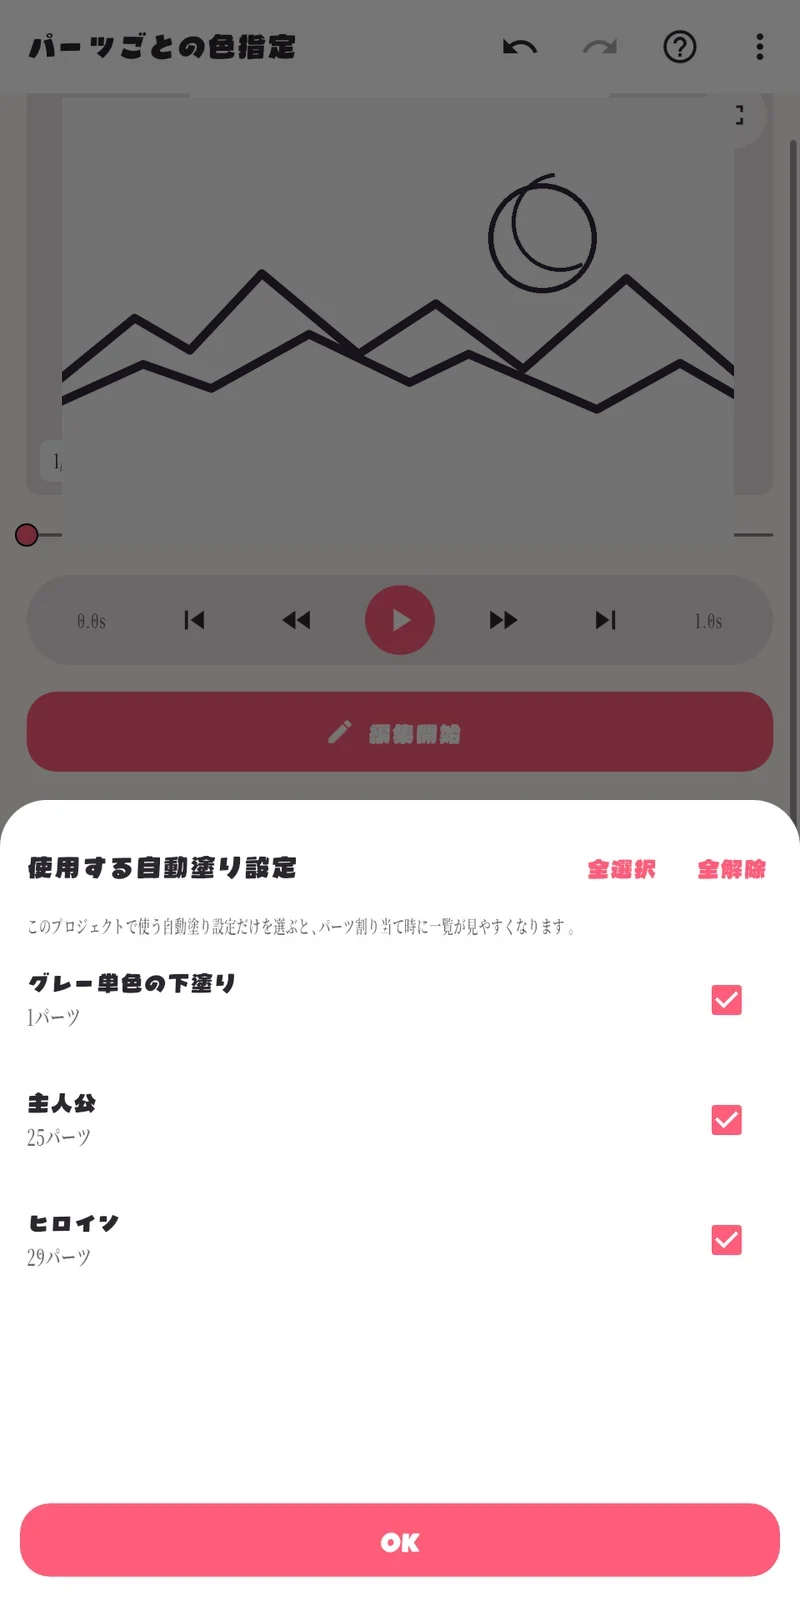 パーツごとの色指定
0.0s
1.0s
編集開始
使用する自動塗り設定
全選択
全解除
このプロジェクトで使う自動塗り設定だけを選ぶと、パーツ割り当て時に一覧が見やすくなります。
グレー単色の下塗り
1パーツ
主人公
25パーツ
ヒロイン
29パーツ
OK